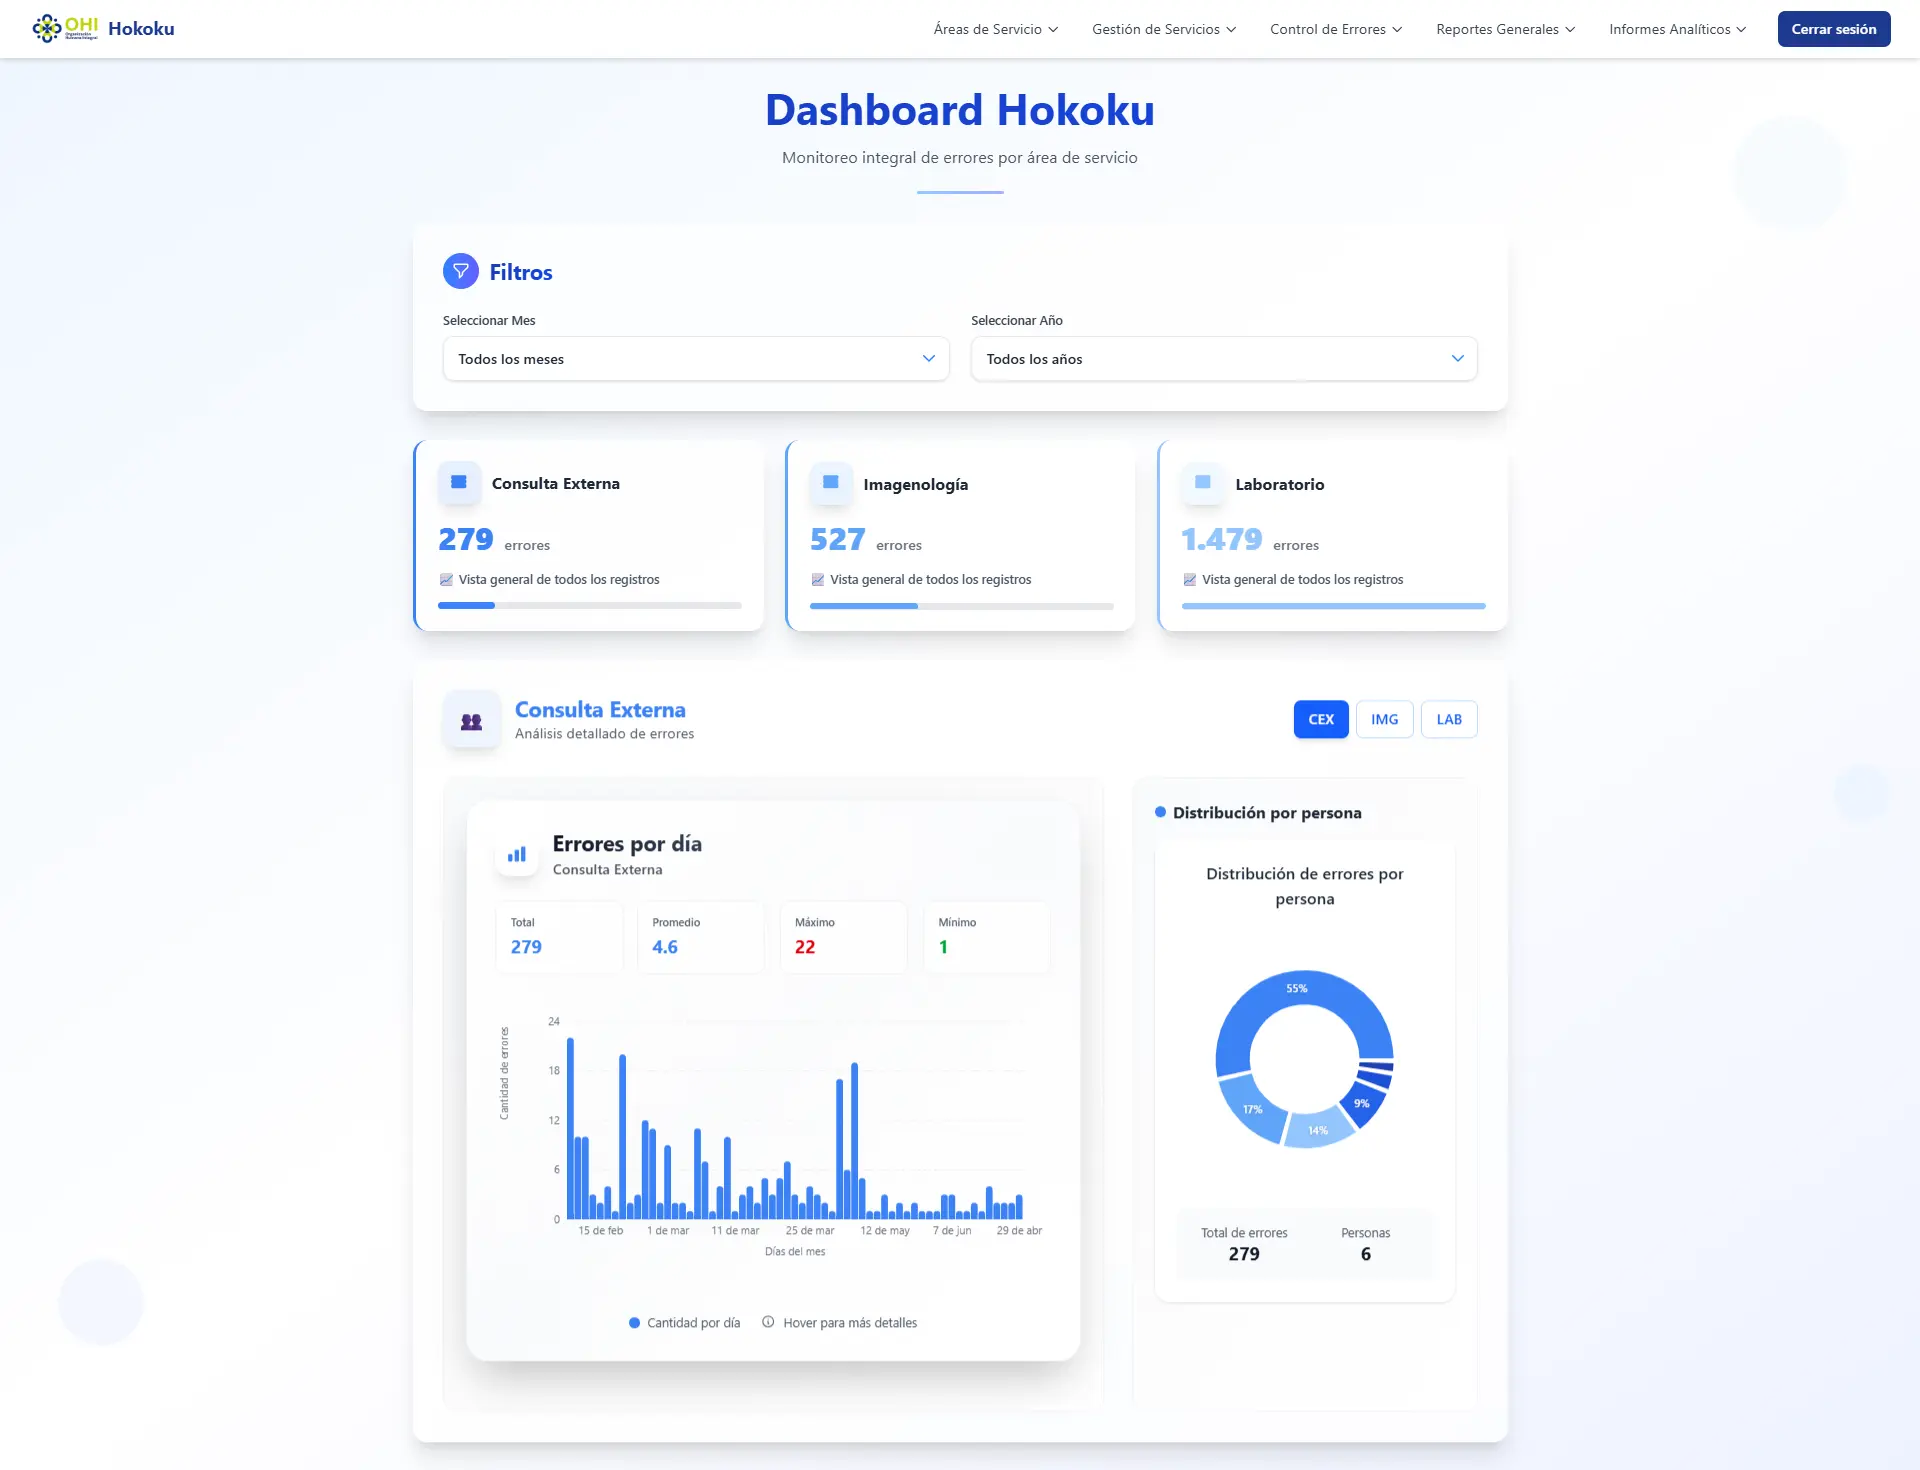 OHI
Hokoku
Áreas de Servicio
Gestión de Servicios
Control de Errores
Reportes Generales
Informes Analíticos
Cerrar sesión
Dashboard Hokoku
Monitoreo integral de errores por área de servicio
Filtros
Seleccionar Mes
Todos los meses
Seleccionar Año
Todos los años
Consulta Externa
279 errores
Vista general de todos los registros
Imagenología
527 errores
Vista general de todos los registros
Laboratorio
1.479 errores
Vista general de todos los registros
Consulta Externa
Análisis detallado de errores
CEX
IMG
LAB
Errores por día
Consulta Externa
Total
279
Promedio
4.6
Máximo
22
Mínimo
1
Cantidad de errores
24
18
12
6
0
15 de feb
1 de mar
11 de mar
25 de mar
12 de may
7 de jun
29 de abr
Días del mes
Cantidad por día
Hover para más detalles
Distribución por persona
Distribución de errores por
persona
55%
17%
14%
9%
Total de errores
279
Personas
6